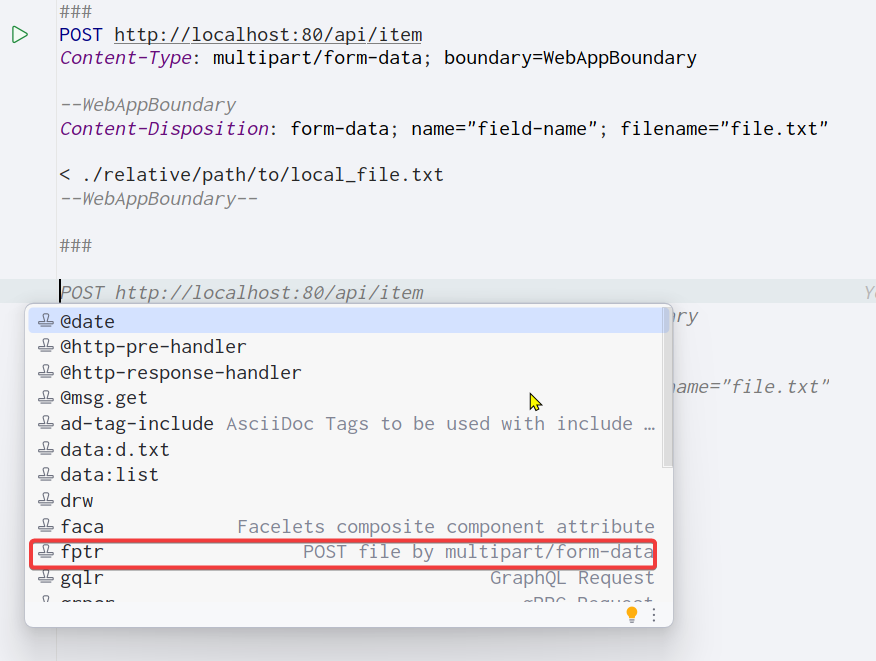 ###
POST http://localhost:80/api/item
Content-Type: multipart/form-data; boundary=WebAppBoundary
--WebAppBoundary
Content-Disposition: form-data; name="field-name"; filename="file.txt"
< ./relative/path/to/local_file.txt
--WebAppBoundary--
###
POST http://localhost:80/api/item
ary
@date
@http-pre-handler
@http-response-handler
name="file.txt"
@msg.get
ad-tag-include AsciiDoc Tags to be used with include …
data:d.txt
data:list
drw
faca Facelets composite component attribute
fptr POST file by multipart/form-data
gqlr GraphQL Request